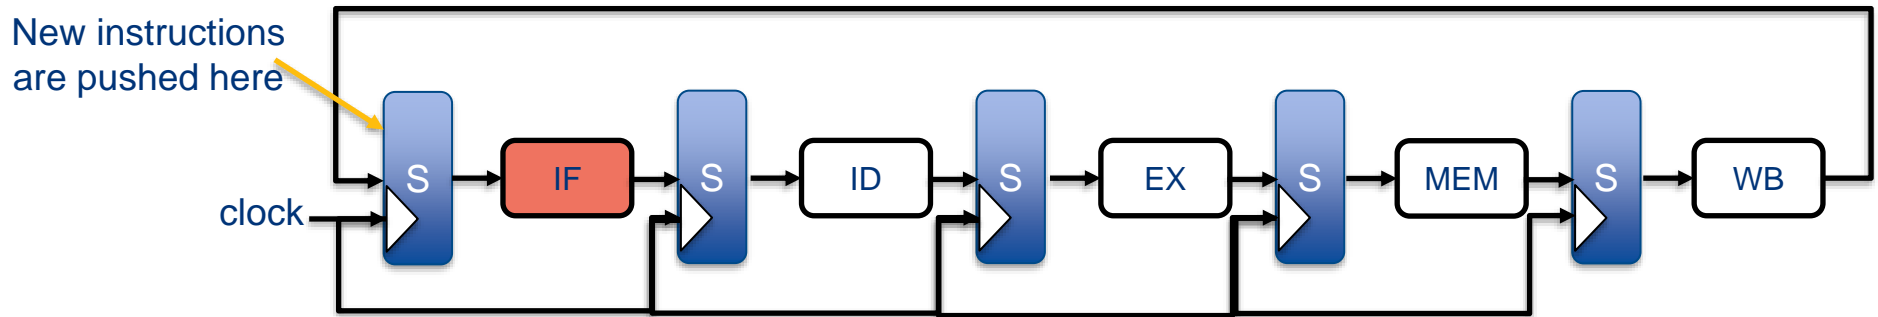 New instructions
are pushed here
S
IF
S
ID
S
EX
S
MEM
S
WB
clock